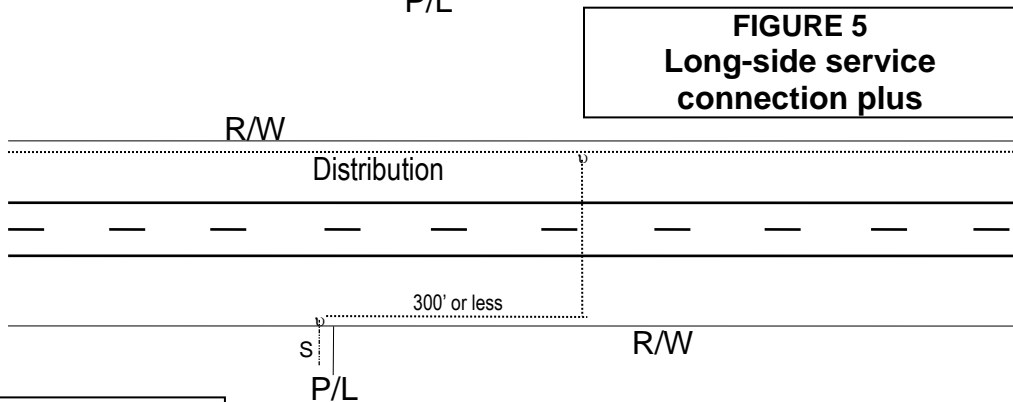 P/L
FIGURE 5
Long-side service
connection plus
R/W
Distribution
300' or less
R/W
S
P/L